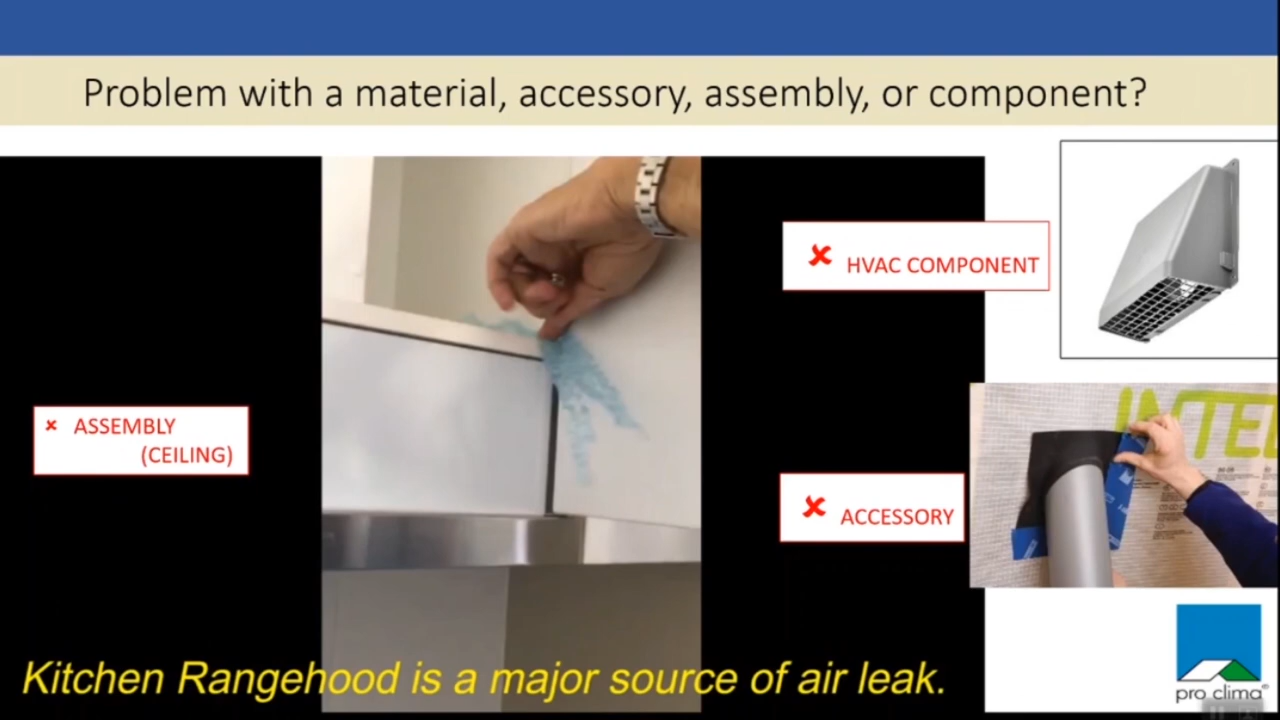 Problem with a material, accessory, assembly, or component?
✘ HVAC COMPONENT
✘ ASSEMBLY
(CEILING)
✘ ACCESSORY
INTE
Kitchen Rangehood is a major source of air leak.
pro clima®